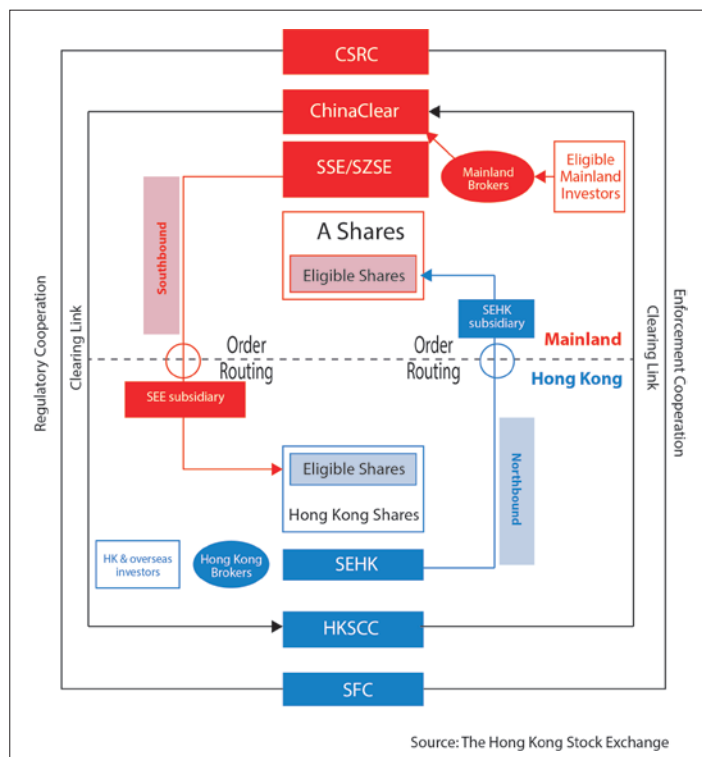 CSRC
ChinaClear
SSE/SZSE
Mainland
Brokers
Eligible
Mainland
Investors
A Shares
Eligible Shares
Southbound
SEHK
subsidiary
Order
Routing
Order
Routing
Mainland
Hong Kong
Regulatory Cooperation
Clearing Link
Clearing Link
Enforcement Cooperation
SEE subsidiary
Eligible Shares
Hong Kong Shares
Northbound
HK & overseas
investors
Hong Kong
Brokers
SEHK
HKSCC
SFC
Source: The Hong Kong Stock Exchange